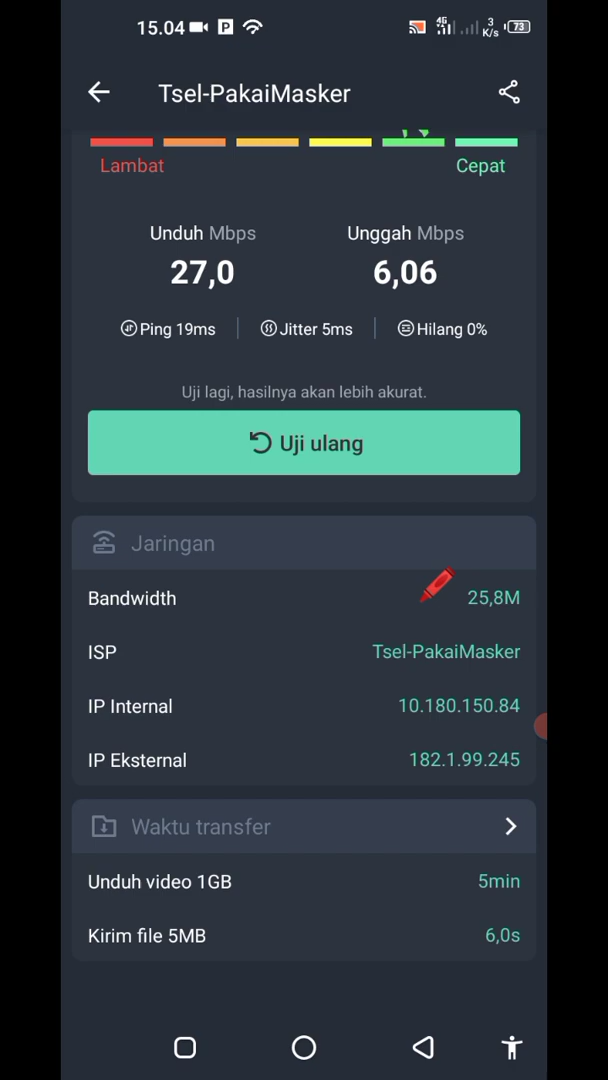 15.04
P
4G
3
K/s
73
Tsel-PakaiMasker
Lambat
Cepat
Unduh Mbps
Unggah Mbps
27,0
6,06
Ping 19ms
Jitter 5ms
Hilang 0%
Uji lagi, hasilnya akan lebih akurat.
Uji ulang
Jaringan
Bandwidth 25,8M
ISP Tsel-PakaiMasker
IP Internal 10.180.150.84
IP Eksternal 182.1.99.245
Waktu transfer
Unduh video 1GB 5min
Kirim file 5MB 6,0s